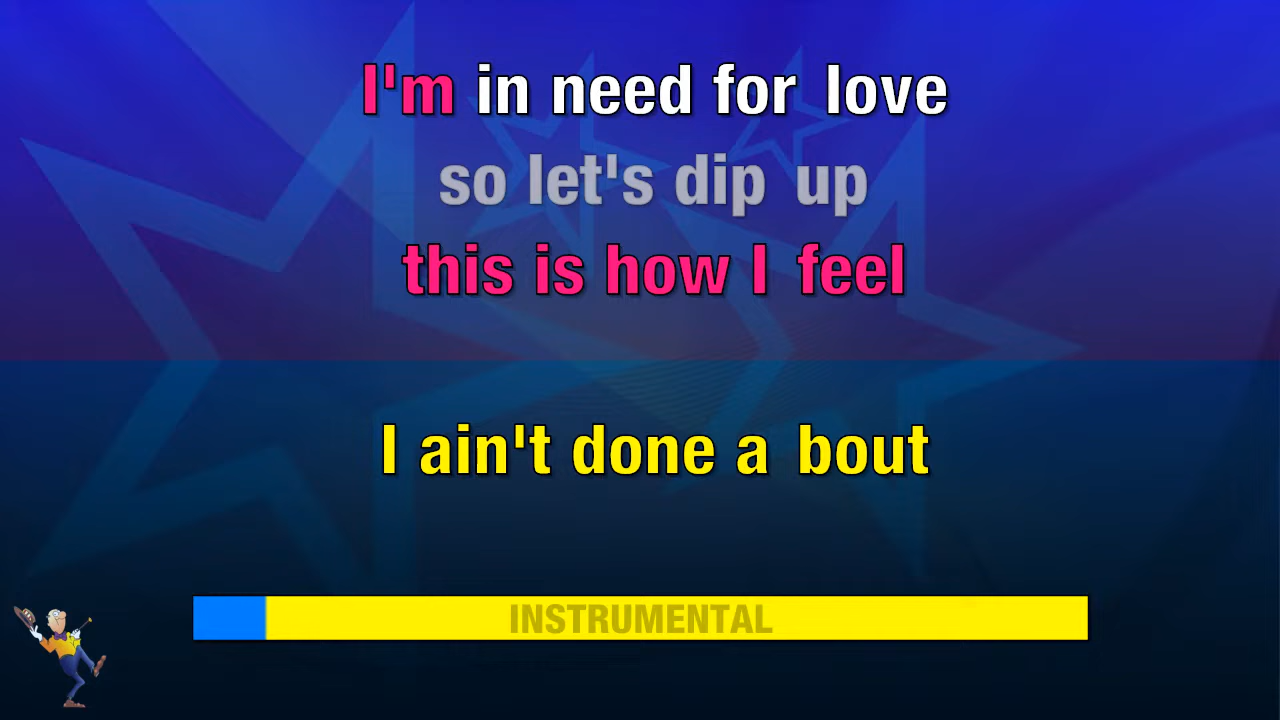 I'm in need for love
so let's dip up
this is how I feel
I ain't done a bout
INSTRUMENTAL